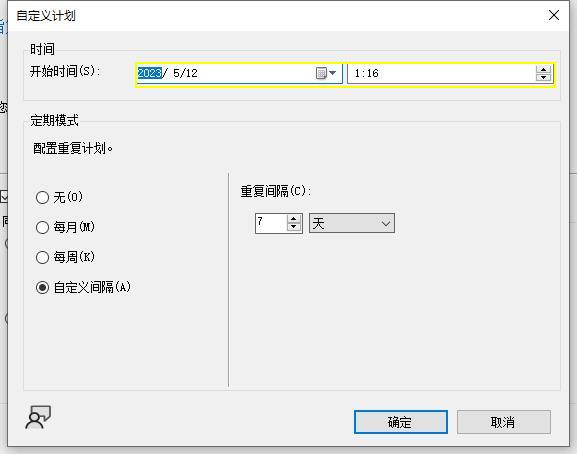 自定义计划
时间
开始时间(S):
2023/ 5/12
1:16
定期模式
配置重复计划。
无(O)
每月(M)
每周(K)
自定义间隔(A)
重复间隔(C):
7
天
确定
取消